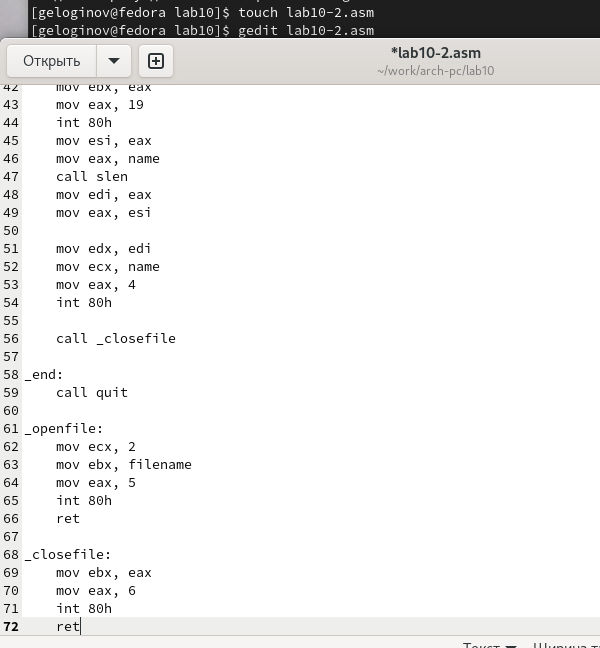 [geloginov@fedora lab10]$ touch lab10-2.asm
[geloginov@fedora lab10]$ gedit lab10-2.asm
Открыть
*lab10-2.asm
~/work/arch-pc/lab10
42 mov ebx, eax
43 mov eax, 19
44 int 80h
45 mov esi, eax
46 mov eax, name
47 call slen
48 mov edi, eax
49 mov eax, esi
50
51 mov edx, edi
52 mov ecx, name
53 mov eax, 4
54 int 80h
55
56 call _closefile
57
58 _end:
59 call quit
60
61 _openfile:
62 mov ecx, 2
63 mov ebx, filename
64 mov eax, 5
65 int 80h
66 ret
67
68 _closefile:
69 mov ebx, eax
70 mov eax, 6
71 int 80h
72 ret
Текст Ширина